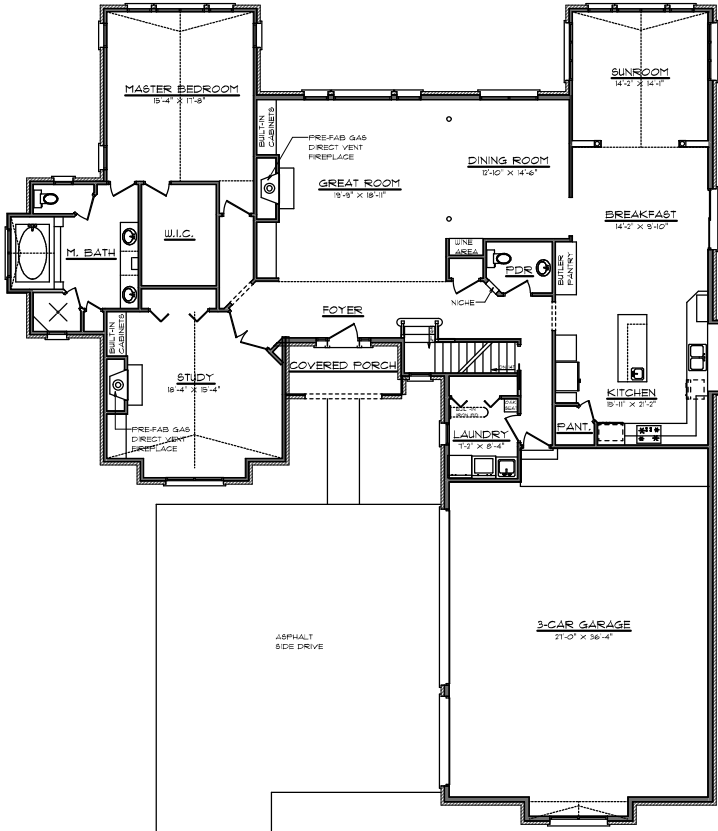 MASTER BEDROOM
15'-4" X 17'-8"
SUNROOM
14'-2" X 14'-1"
BUILT-IN
CABINETS
PRE-FAB GAS
DIRECT VENT
FIREPLACE
GREAT ROOM
19'-9" X 18'-11"
DINING ROOM
12'-10" X 14'-6"
BREAKFAST
14'-2" X 9'-10"
W.I.C.
M. BATH
WINE
AREA
PDR
BUTLER
PANTRY
NICHE
FOYER
BUILT-IN
CABINETS
STUDY
18'-4" X 15'-4"
COVERED PORCH
KITCHEN
15'-11" X 21'-2"
PANT.
LAUNDRY
7'-2" X 8'-4"
PRE-FAB GAS
DIRECT VENT
FIREPLACE
3-CAR GARAGE
21'-0" X 36'-4"
ASPHALT
SIDE DRIVE